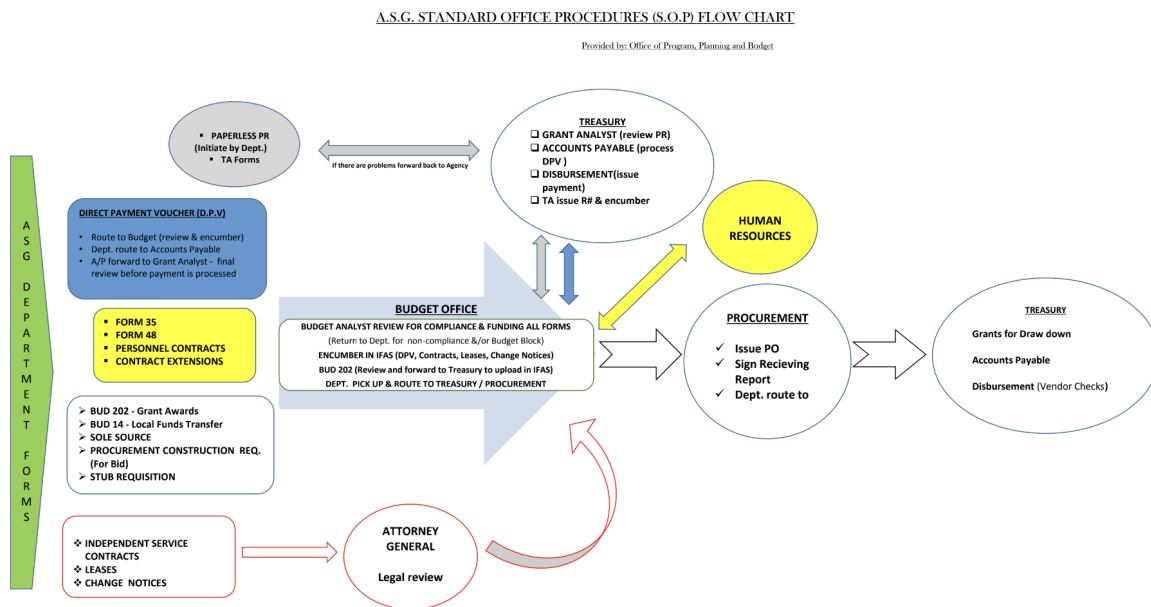 A.S.G. STANDARD OFFICE PROCEDURES (S.O.P) FLOW CHART
Provided by: Office of Program, Planning and Budget
ASG DEPARTMENT FORMS
▪ PAPERLESS PR
(Initiate by Dept.)
▪ TA Forms
If there are problems forward back to Agency
TREASURY
❑ GRANT ANALYST (review PR)
❑ ACCOUNTS PAYABLE (process
DPV )
❑ DISBURSEMENT(issue
payment)
❑ TA issue R# & encumber
HUMAN
RESOURCES
DIRECT PAYMENT VOUCHER (D.P.V)
• Route to Budget (review & encumber)
• Dept. route to Accounts Payable
• A/P forward to Grant Analyst - final
review before payment is processed
▪ FORM 35
▪ FORM 48
▪ PERSONNEL CONTRACTS
▪ CONTRACT EXTENSIONS
BUDGET OFFICE
BUDGET ANALYST REVIEW FOR COMPLIANCE & FUNDING ALL FORMS
(Return to Dept. for non-compliance &/or Budget Block)
ENCUMBER IN IFAS (DPV, Contracts, Leases, Change Notices)
BUD 202 (Review and forward to Treasury to upload in IFAS)
DEPT. PICK UP & ROUTE TO TREASURY / PROCUREMENT
PROCUREMENT
✓ Issue PO
✓ Sign Recieving
Report
✓ Dept. route to
TREASURY
Grants for Draw down
Accounts Payable
Disbursement (Vendor Checks)
➢ BUD 202 - Grant Awards
➢ BUD 14 - Local Funds Transfer
➢ SOLE SOURCE
➢ PROCUREMENT CONSTRUCTION REQ.
(For Bid)
➢ STUB REQUISITION
❖ INDEPENDENT SERVICE
CONTRACTS
❖ LEASES
❖ CHANGE NOTICES
ATTORNEY
GENERAL
Legal review